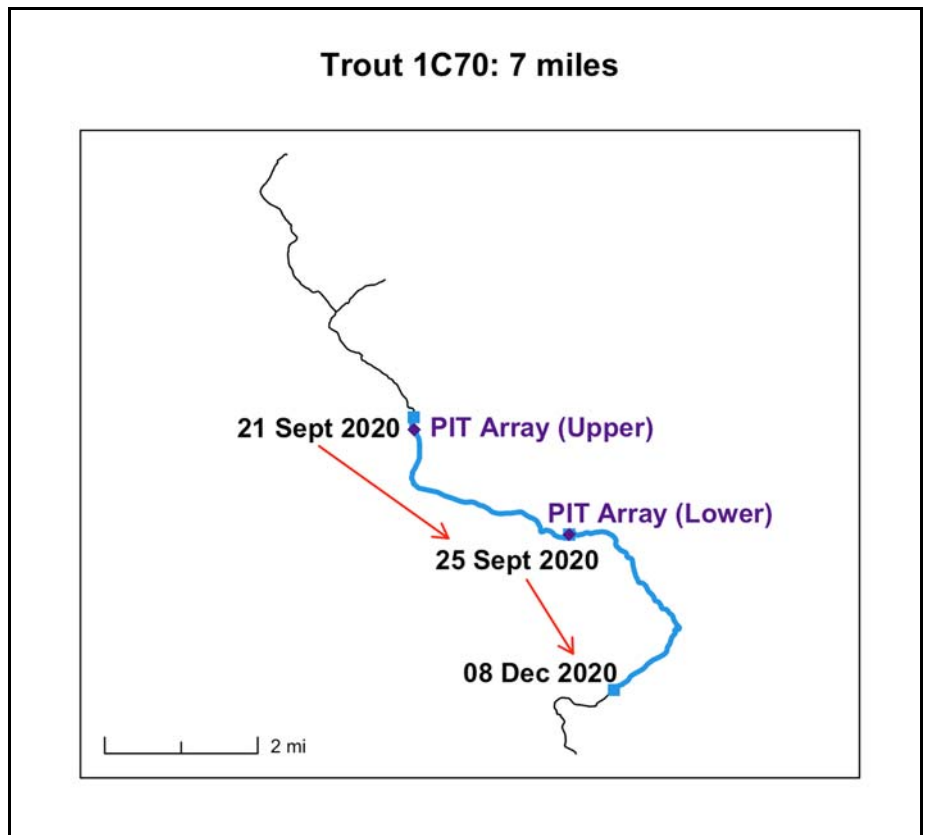 Trout 1C70: 7 miles
21 Sept 2020
PIT Array (Upper)
PIT Array (Lower)
25 Sept 2020
08 Dec 2020
2 mi